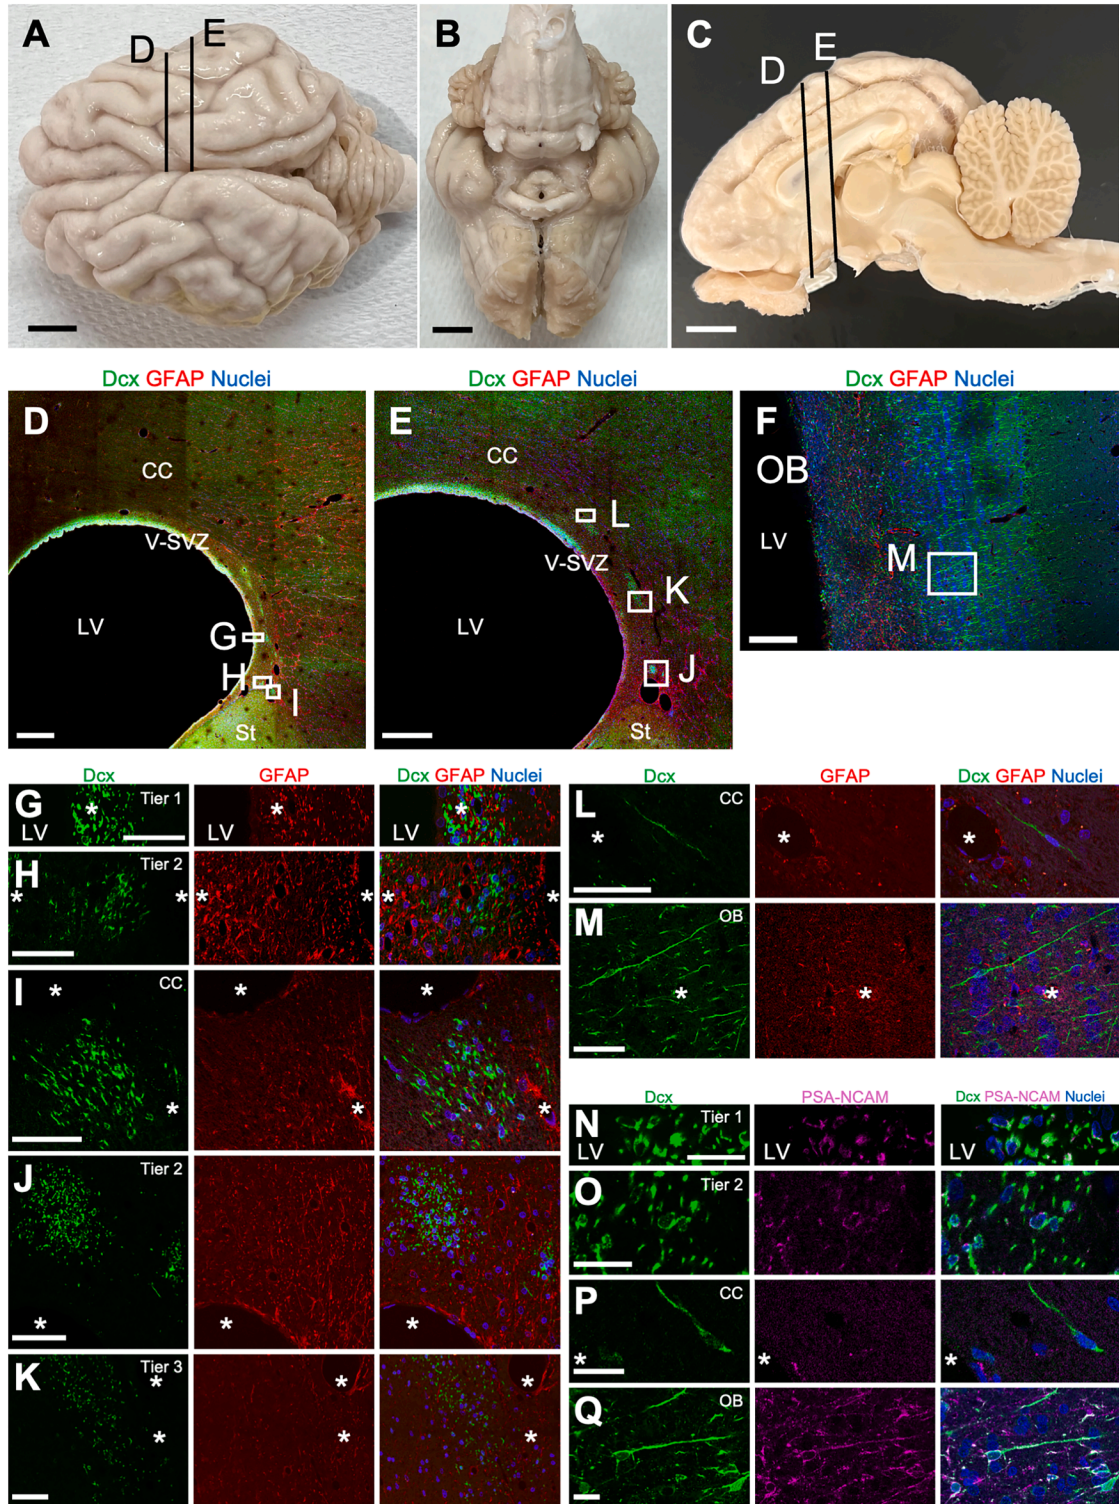 A
D
E
B
C
D
E
Dcx GFAP Nuclei
D
CC
V-SVZ
LV
G
H
I
St
Dcx GFAP Nuclei
E
CC
L
V-SVZ
K
LV
J
St
Dcx GFAP Nuclei
F
OB
LV
M
Dcx
GFAP
Dcx GFAP Nuclei
G
Tier 1
*
LV
*
*
LV
H
Tier 2
*
*
*
*
*
*
I
CC
*
*
*
*
*
*
J
Tier 2
*
*
*
K
Tier 3
*
*
*
*
*
*
Dcx
GFAP
Dcx GFAP Nuclei
L
CC
*
*
*
M
OB
*
*
*
Dcx
PSA-NCAM
Dcx PSA-NCAM Nuclei
N
Tier 1
LV
LV
LV
O
Tier 2
P
CC
*
*
*
Q
OB